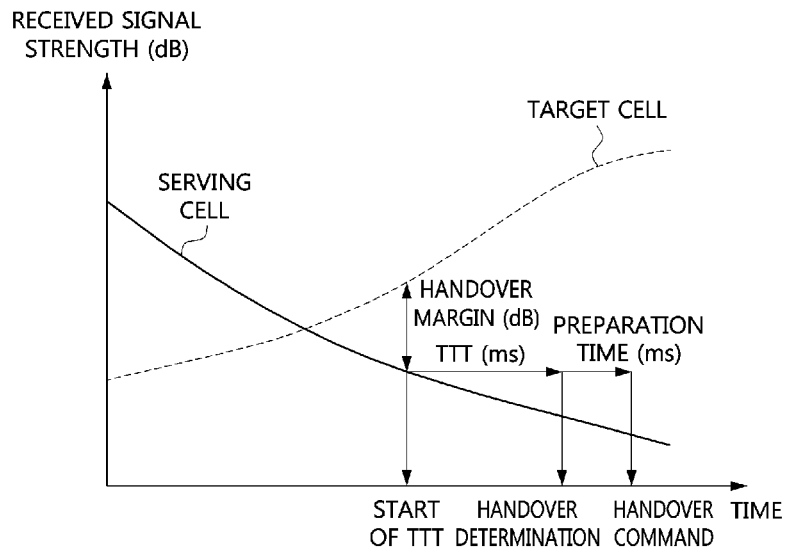 RECEIVED SIGNAL
STRENGTH (dB)
TARGET CELL
SERVING
CELL
HANDOVER
MARGIN (dB)
PREPARATION
TIME (ms)
TTT (ms)
START
OF TTT
HANDOVER
DETERMINATION
HANDOVER
COMMAND
TIME